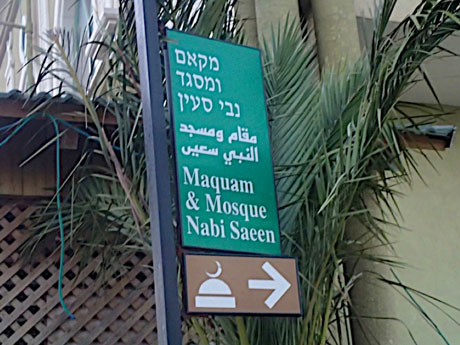 מקאם
ומסגד
נבי סעין
مقام ومسجد
النبي سعين
Maquam
& Mosque
Nabi Saeen